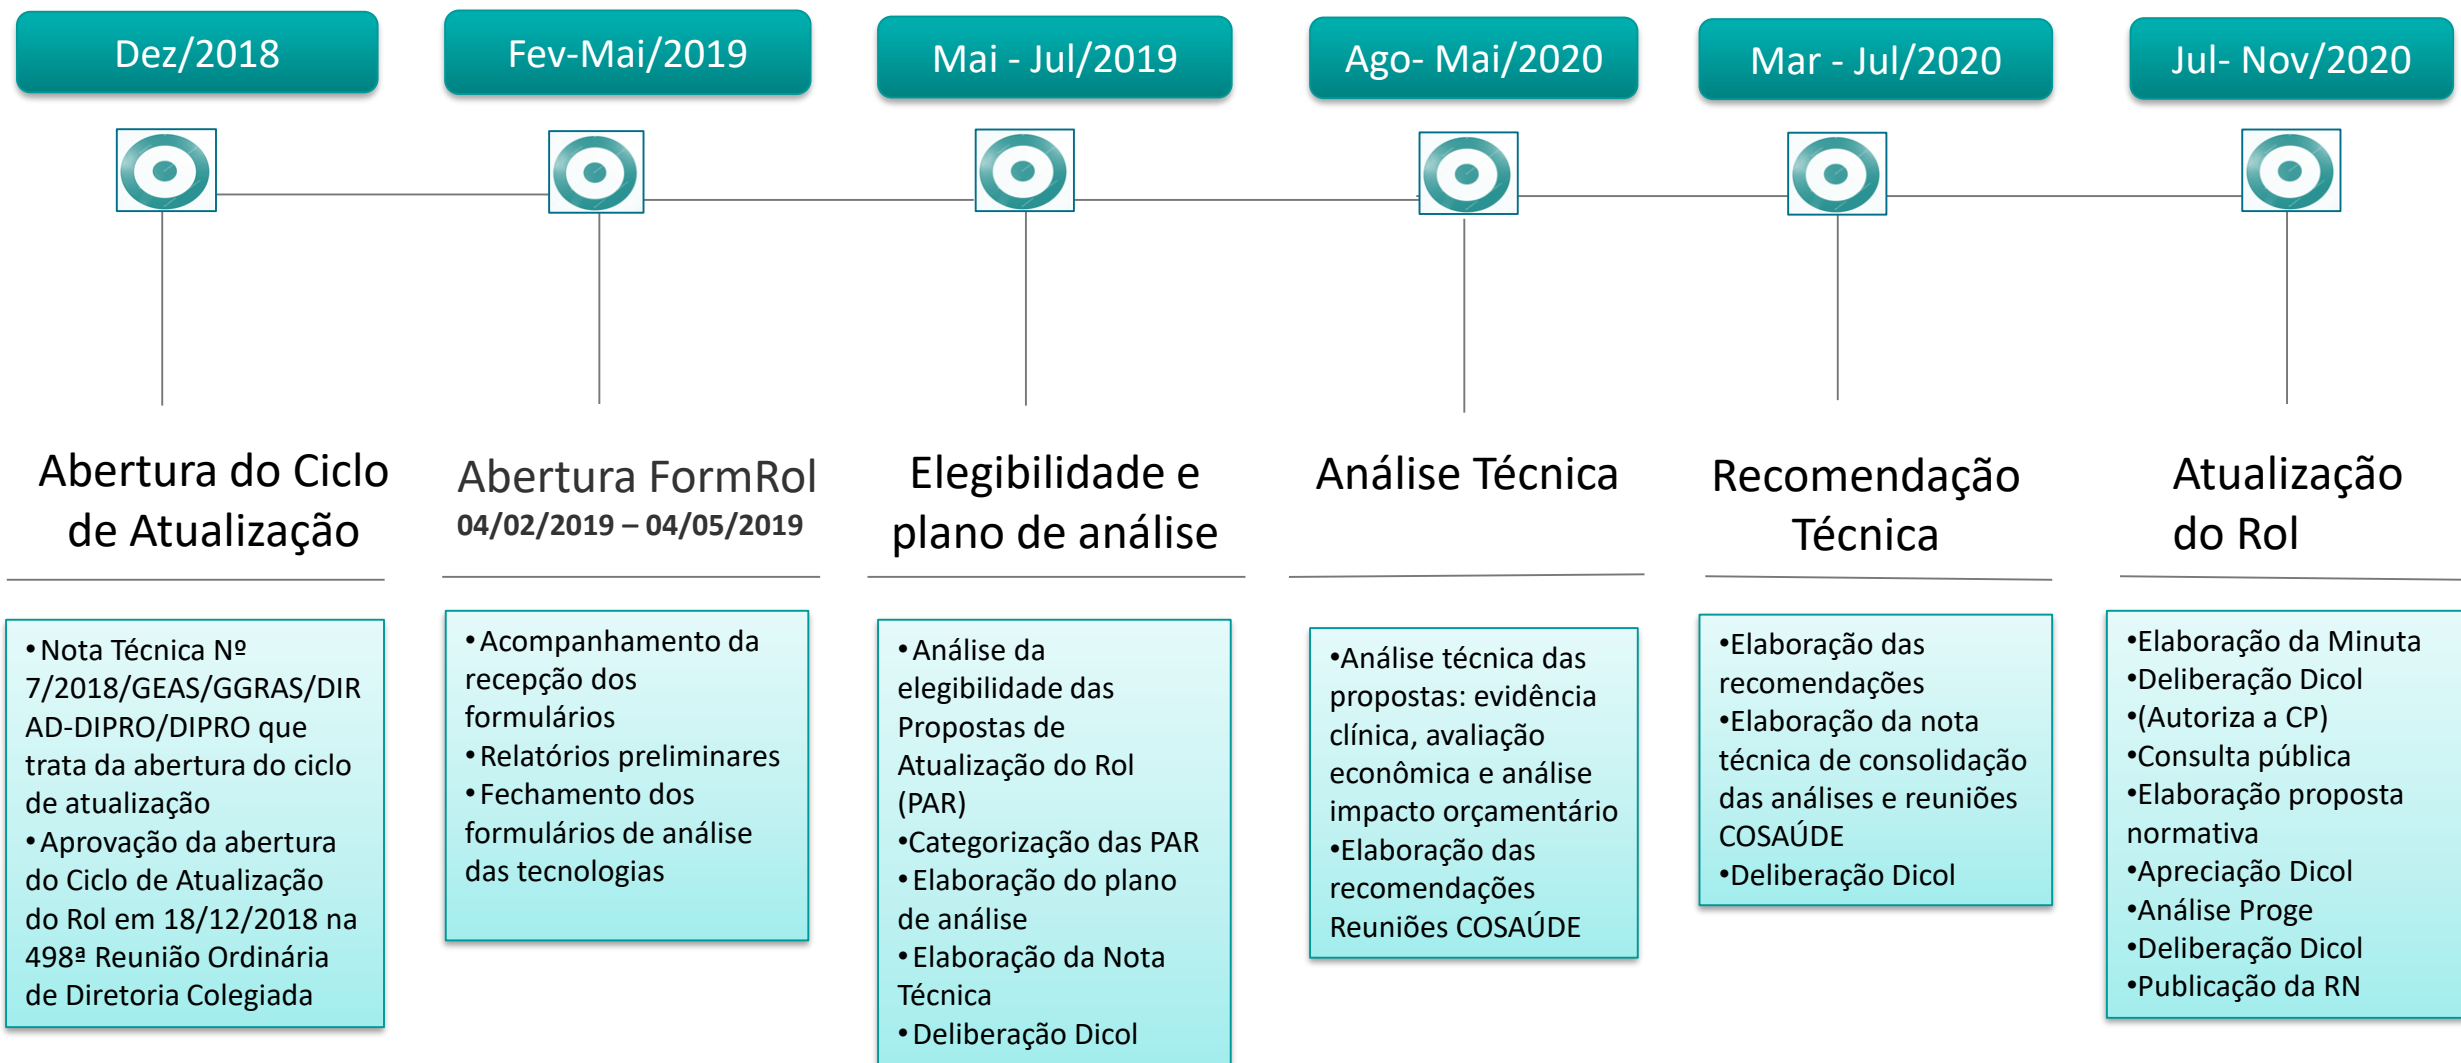 Dez/2018
Fev-Mai/2019
Mai - Jul/2019
Ago- Mai/2020
Mar - Jul/2020
Jul- Nov/2020
Abertura do Ciclo
de Atualização
Abertura FormRol
04/02/2019 – 04/05/2019
Elegibilidade e
plano de análise
Análise Técnica
Recomendação
Técnica
Atualização
do Rol
•Nota Técnica Nº
7/2018/GEAS/GGRAS/DIR
AD-DIPRO/DIPRO que
trata da abertura do ciclo
de atualização
•Aprovação da abertura
do Ciclo de Atualização
do Rol em 18/12/2018 na
498ª Reunião Ordinária
de Diretoria Colegiada
•Acompanhamento da
recepção dos
formulários
•Relatórios preliminares
•Fechamento dos
formulários de análise
das tecnologias
•Análise da
elegibilidade das
Propostas de
Atualização do Rol
(PAR)
•Categorização das PAR
•Elaboração do plano
de análise
•Elaboração da Nota
Técnica
•Deliberação Dicol
•Análise técnica das
propostas: evidência
clínica, avaliação
econômica e análise
impacto orçamentário
•Elaboração das
recomendações
Reuniões COSAÚDE
•Elaboração das
recomendações
•Elaboração da nota
técnica de consolidação
das análises e reuniões
COSAÚDE
•Deliberação Dicol
•Elaboração da Minuta
•Deliberação Dicol
•(Autoriza a CP)
•Consulta pública
•Elaboração proposta
normativa
•Apreciação Dicol
•Análise Proge
•Deliberação Dicol
•Publicação da RN